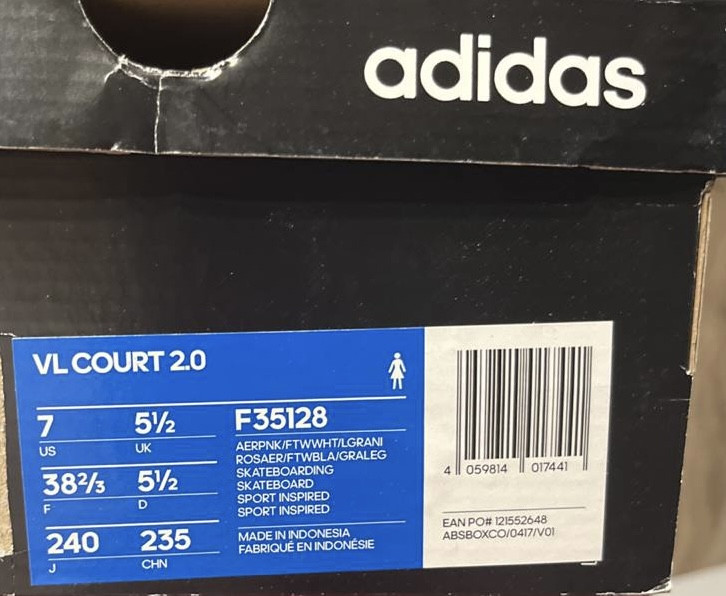 adidas
VL COURT 2.0
7 5½
US UK
38⅔ 5½
F D
240 235
J CHN
F35128
AERPNK/FTWWHT/LGRANI
ROSAER/FTWBLA/GRALEG
SKATEBOARDING
SKATEBOARD
SPORT INSPIRED
SPORT INSPIRED
MADE IN INDONESIA
FABRIQUÉ EN INDONÉSIE
4 059814 017441
EAN PO# 121552648
ABSBOXCO/0417/V01